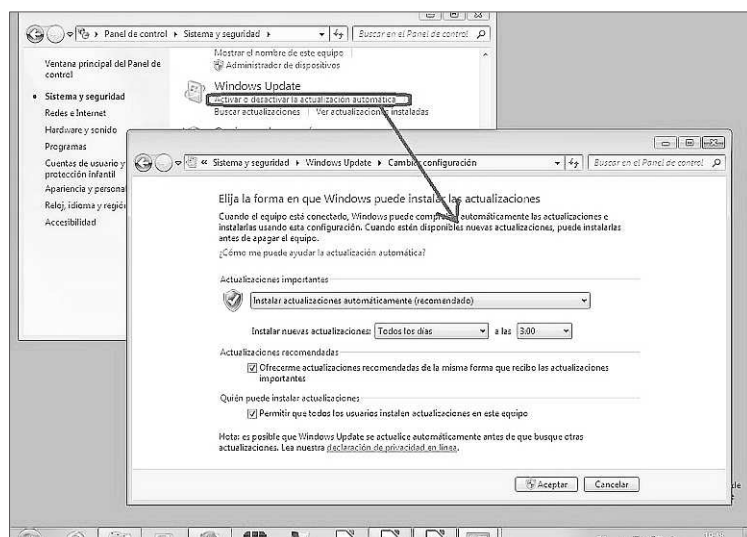 Panel de control ▸ Sistema y seguridad ▸
Buscar en el Panel de control
Ventana principal del Panel de control
Sistema y seguridad
Redes e Internet
Hardware y sonido
Programas
Cuentas de usuario y
protección infantil
Apariencia y personal
Reloj, idioma y región
Accesibilidad
Mostrar el nombre de este equipo
Administrador de dispositivos
Windows Update
Activar o desactivar la actualización automática
Buscar actualizaciones Ver actualizaciones instaladas
« Sistema y seguridad ▸ Windows Update ▸ Cambiar configuración
Buscar en el Panel de control
Elija la forma en que Windows puede instalar las actualizaciones
Cuando el equipo está conectado, Windows puede comprobar automáticamente las actualizaciones e
instalarlas usando esta configuración. Cuando estén disponibles nuevas actualizaciones, puede instalarlas
antes de apagar el equipo.
¿Cómo me puede ayudar la actualización automática?
Actualizaciones importantes
Instalar actualizaciones automáticamente (recomendado)
Instalar nuevas actualizaciones: Todos los días a las 3:00
Actualizaciones recomendadas
Ofrecerme actualizaciones recomendadas de la misma forma que recibo las actualizaciones
importantes
Quién puede instalar actualizaciones
Permitir que todos los usuarios instalen actualizaciones en este equipo
Nota: es posible que Windows Update se actualice automáticamente antes de que busque otras
actualizaciones. Lea nuestra declaración de privacidad en línea.
Aceptar Cancelar